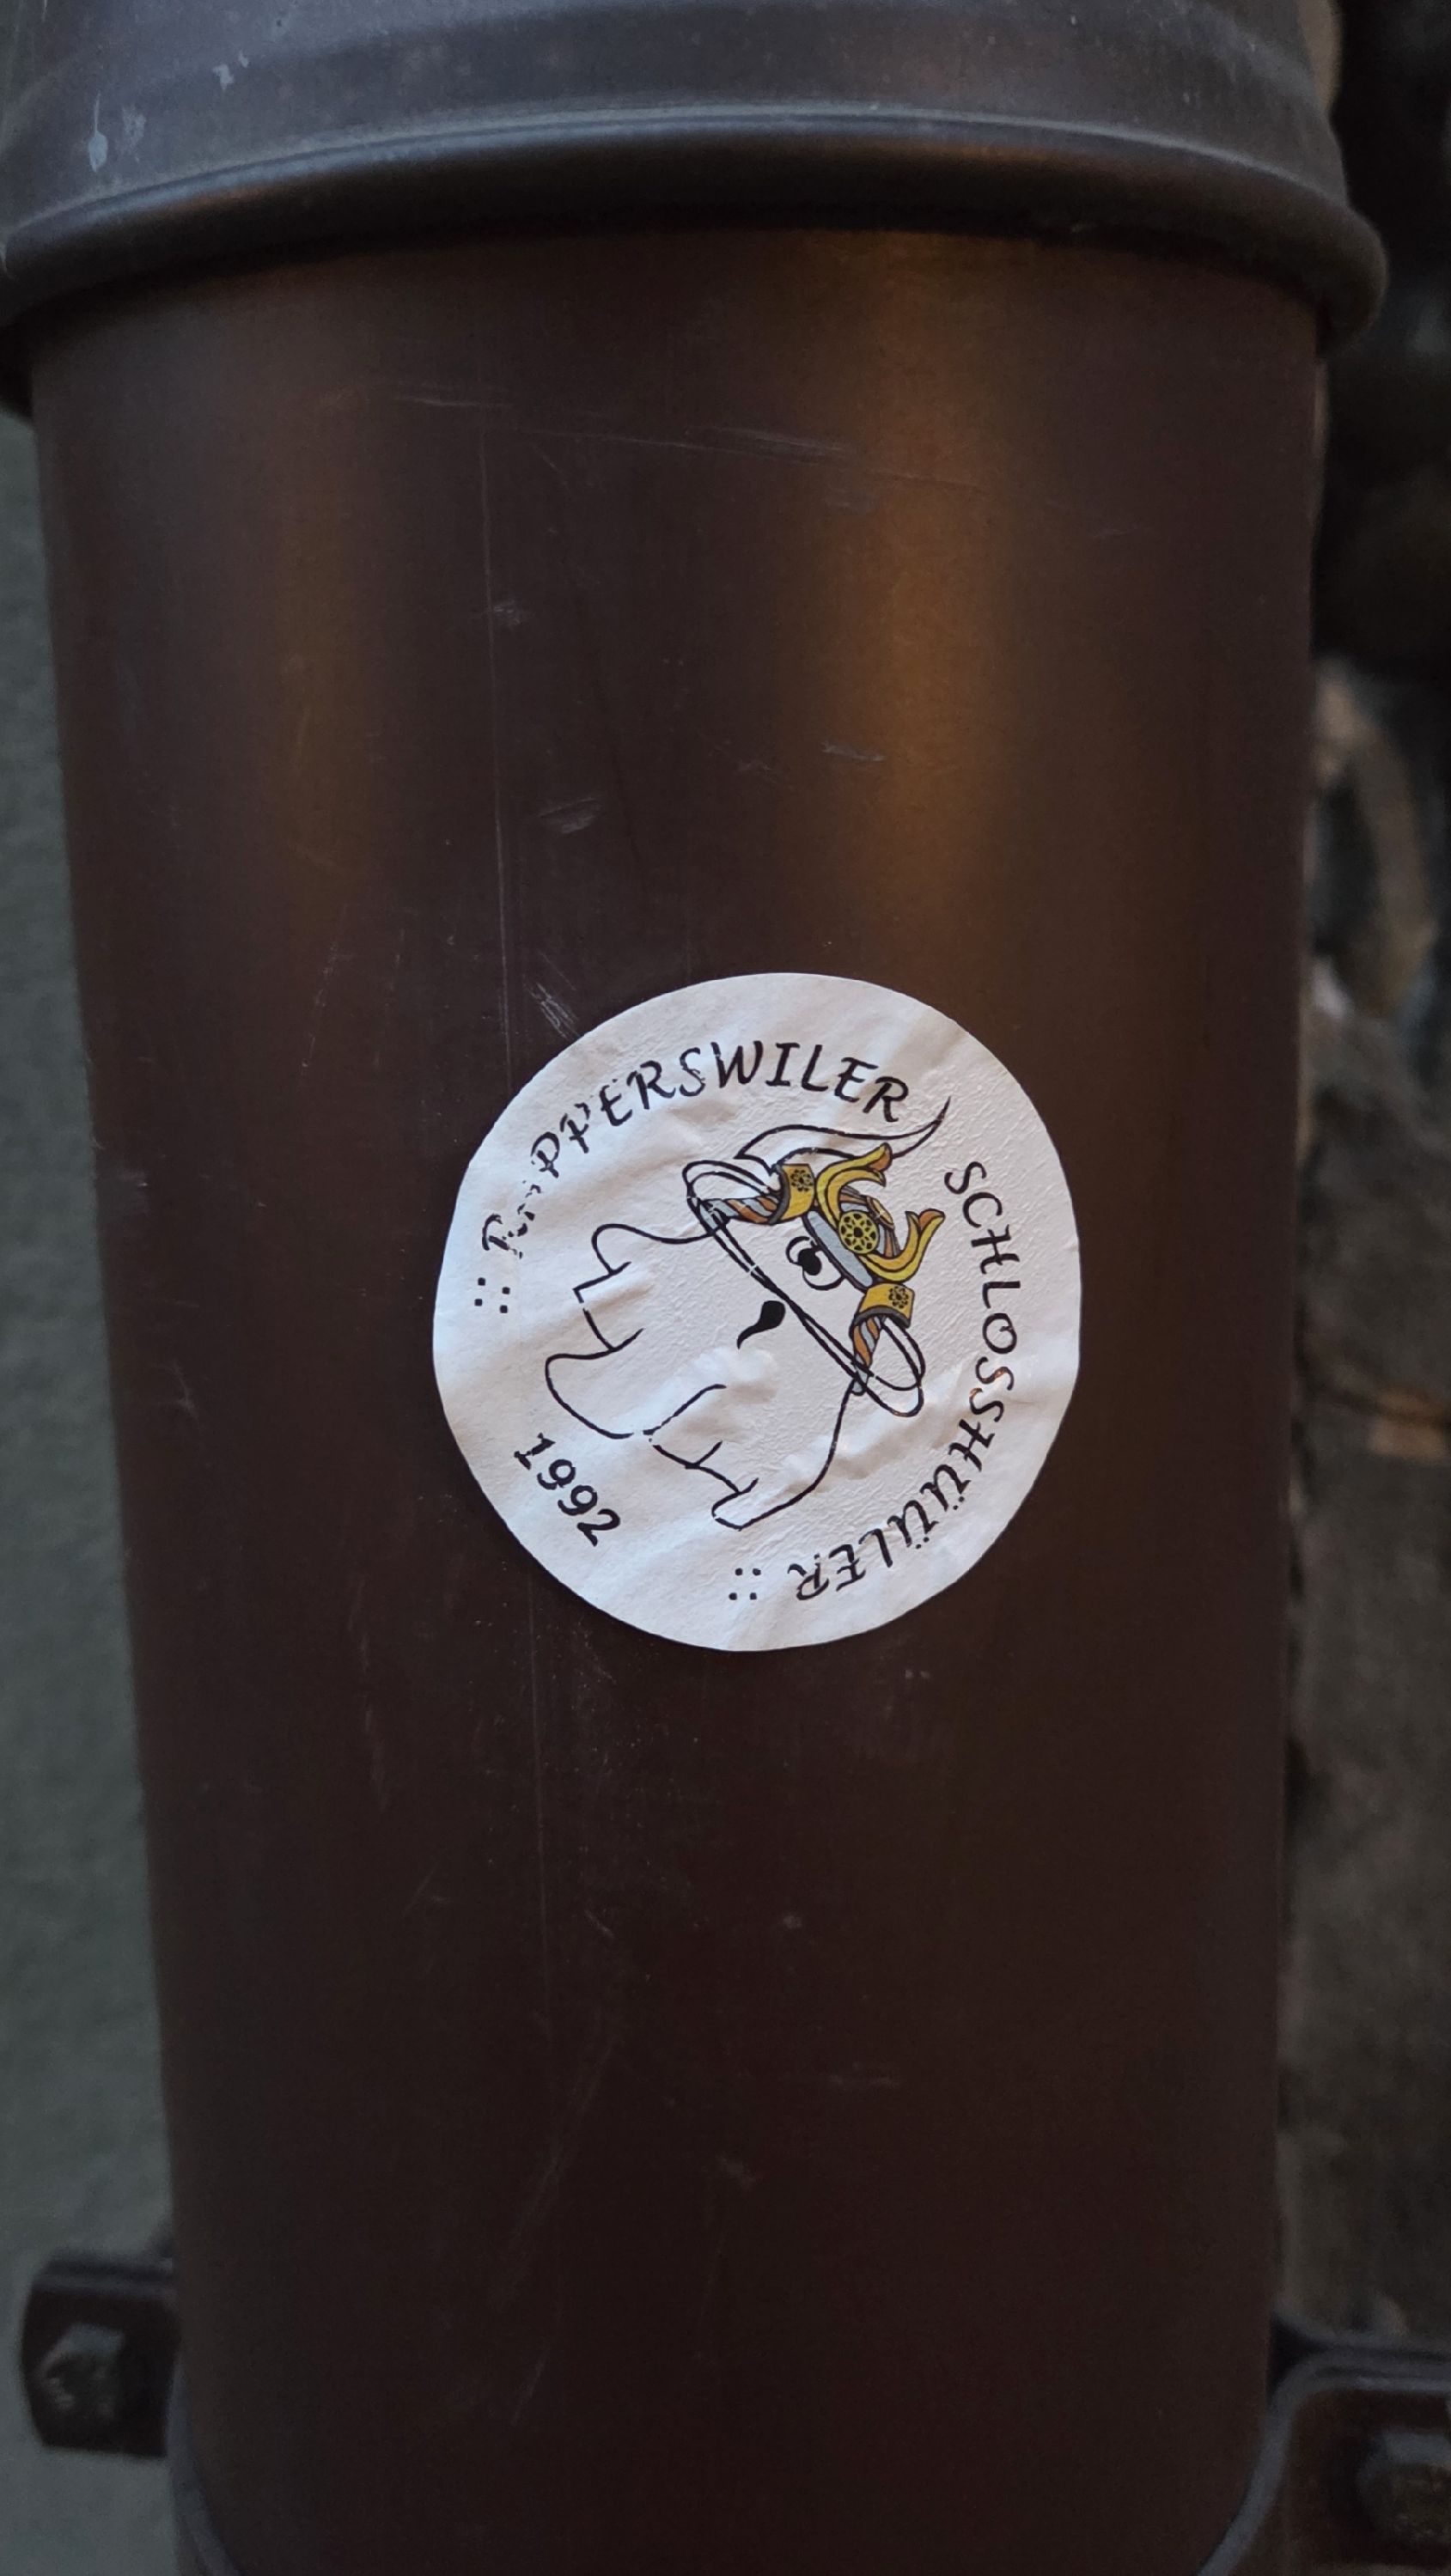 :: RAPPERSWILER SCHLOSSHÜÜLER ::
1992